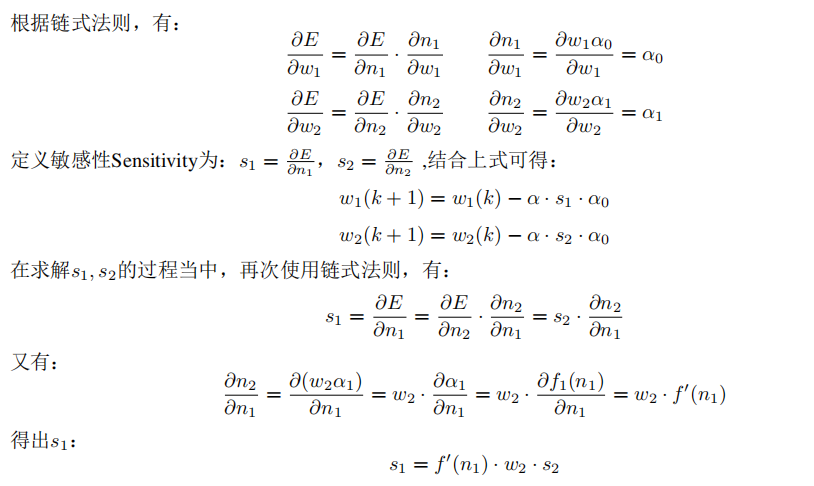 根据链式法则，有：
∂E/∂w₁ = ∂E/∂n₁ · ∂n₁/∂w₁    ∂n₁/∂w₁ = ∂w₁α₀/∂w₁ = α₀
∂E/∂w₂ = ∂E/∂n₂ · ∂n₂/∂w₂    ∂n₂/∂w₂ = ∂w₂α₁/∂w₂ = α₁
定义敏感性Sensitivity为：s₁ = ∂E/∂n₁，s₂ = ∂E/∂n₂ ,结合上式可得：
w₁(k + 1) = w₁(k) − α · s₁ · α₀
w₂(k + 1) = w₂(k) − α · s₂ · α₀
在求解s₁, s₂的过程当中，再次使用链式法则，有：
s₁ = ∂E/∂n₁ = ∂E/∂n₂ · ∂n₂/∂n₁ = s₂ · ∂n₂/∂n₁
又有：
∂n₂/∂n₁ = ∂(w₂α₁)/∂n₁ = w₂ · ∂α₁/∂n₁ = w₂ · ∂f₁(n₁)/∂n₁ = w₂ · f′(n₁)
得出s₁：
s₁ = f′(n₁) · w₂ · s₂